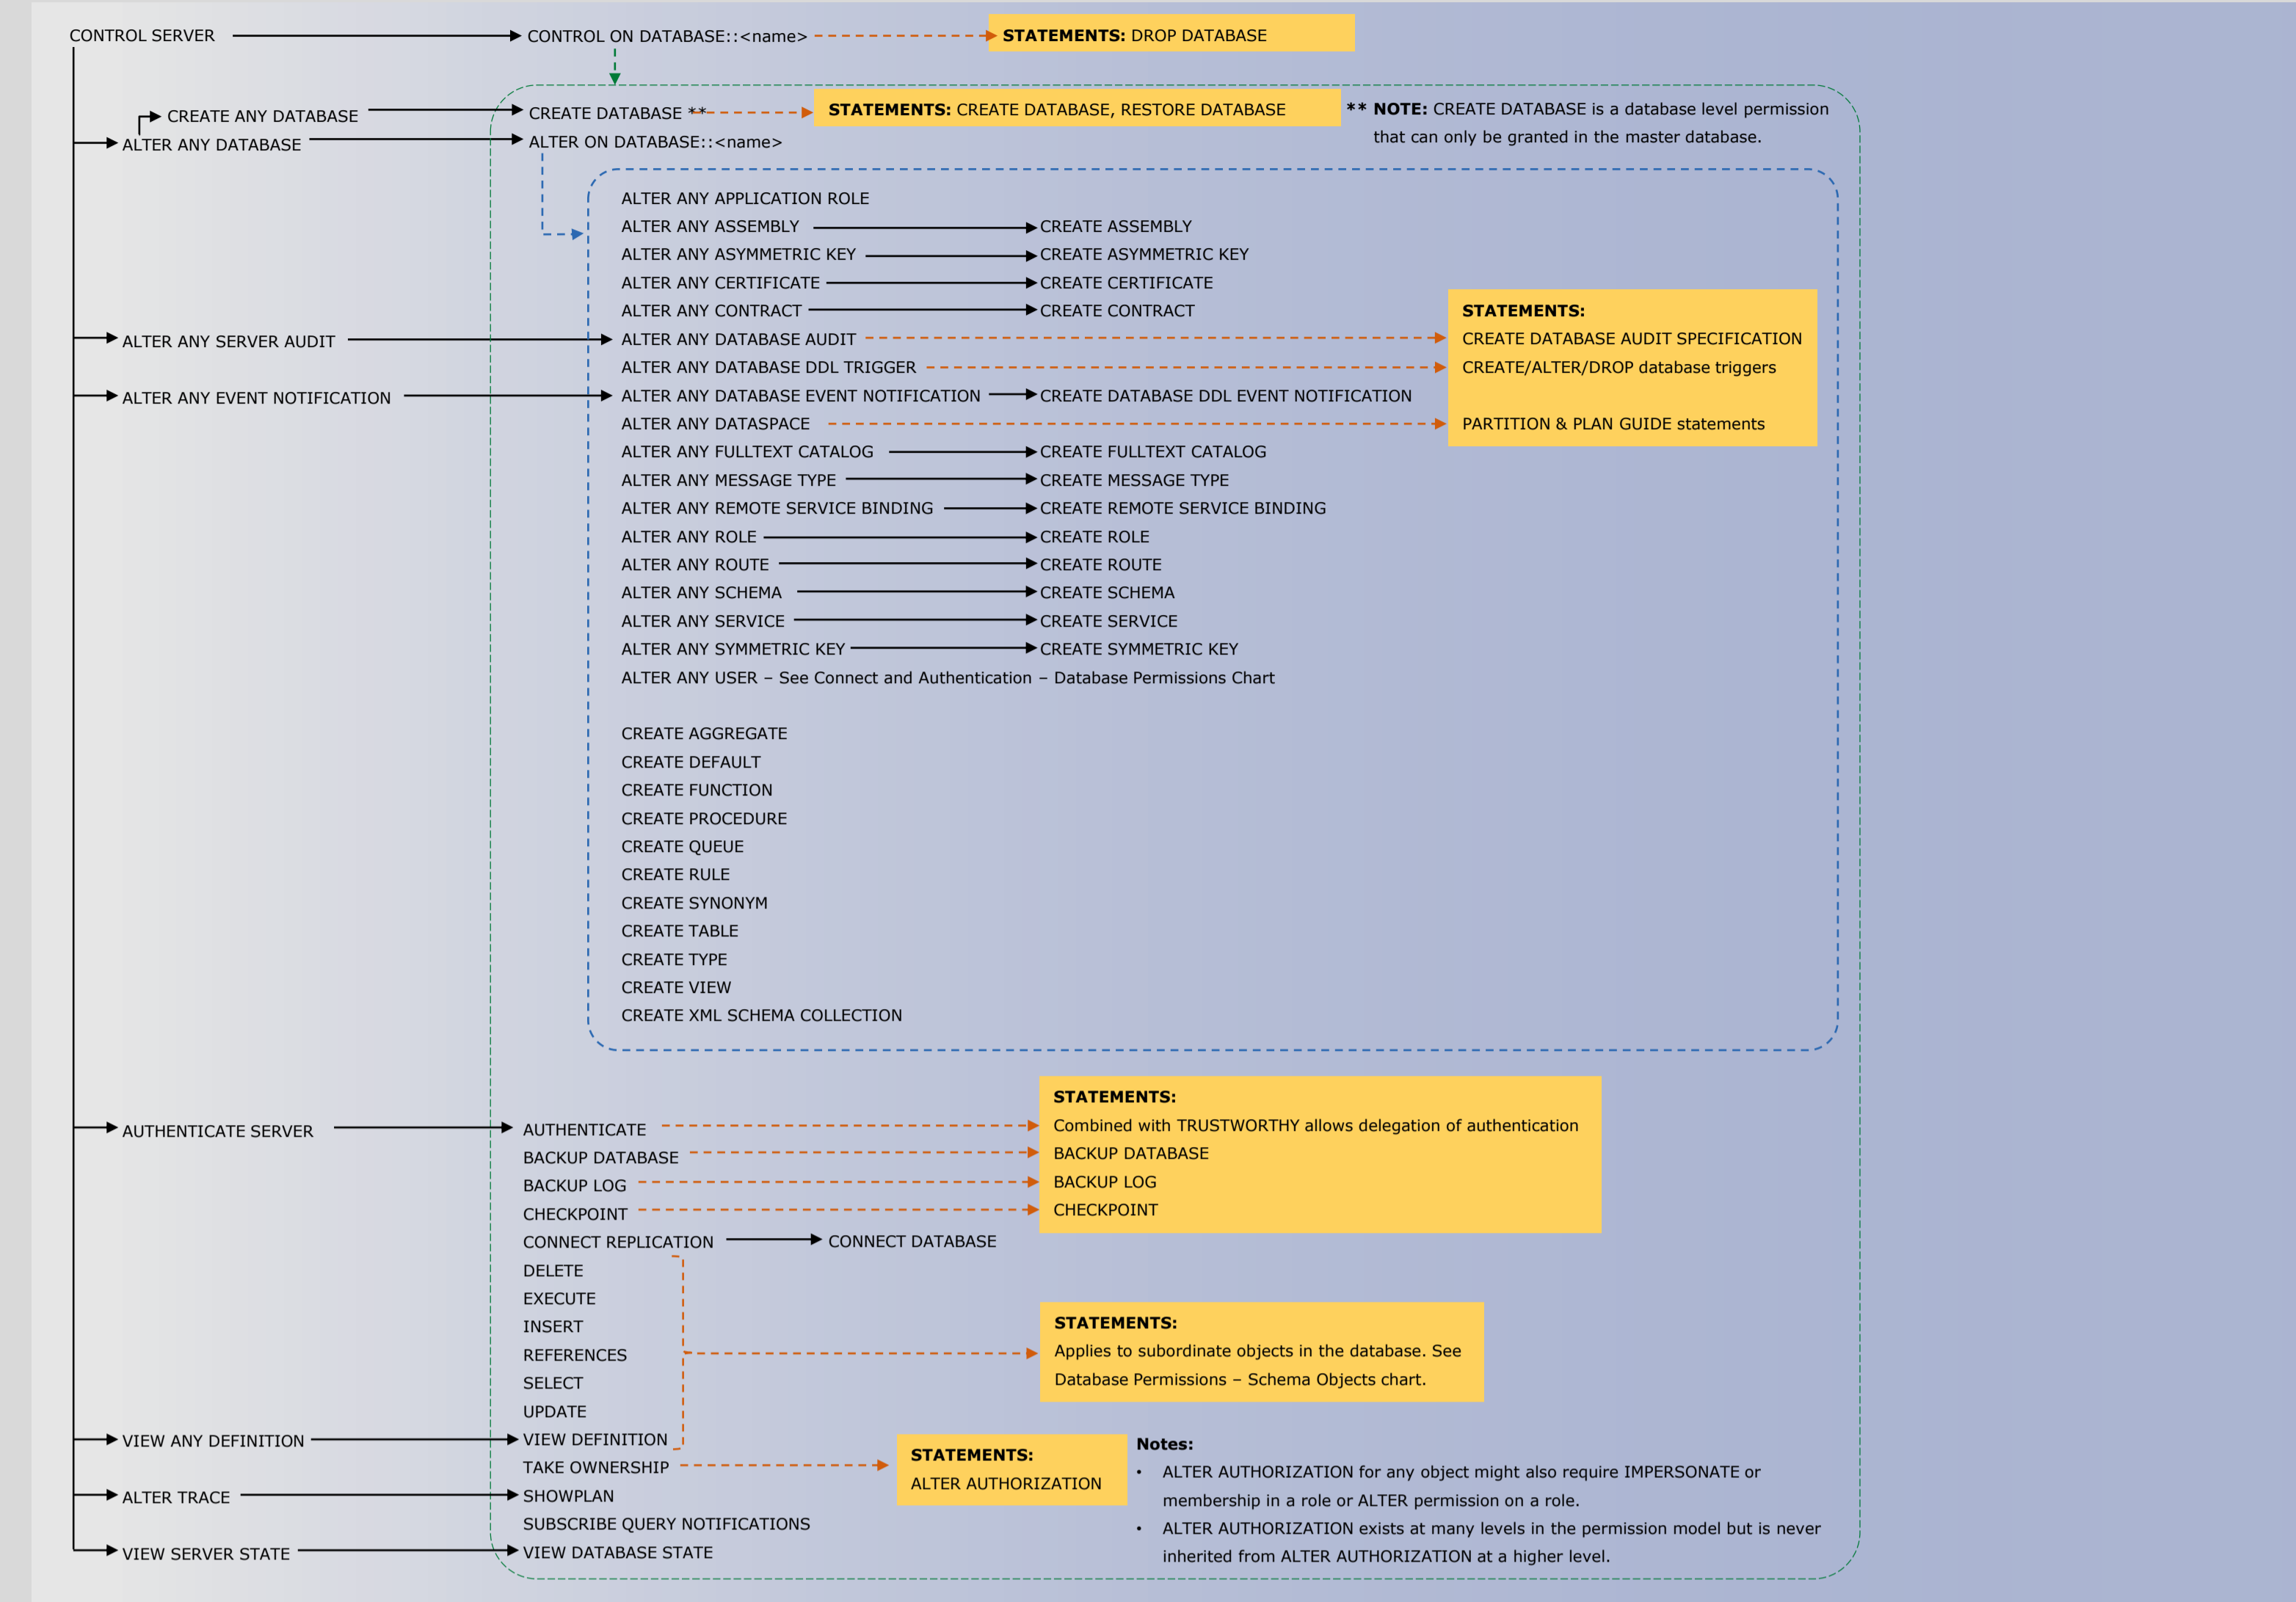 CONTROL SERVER
CONTROL ON DATABASE::<name>
STATEMENTS: DROP DATABASE
CREATE ANY DATABASE
CREATE DATABASE **
STATEMENTS: CREATE DATABASE, RESTORE DATABASE
** NOTE: CREATE DATABASE is a database level permission
that can only be granted in the master database.
ALTER ANY DATABASE
ALTER ON DATABASE::<name>
ALTER ANY APPLICATION ROLE
ALTER ANY ASSEMBLY
CREATE ASSEMBLY
ALTER ANY ASYMMETRIC KEY
CREATE ASYMMETRIC KEY
ALTER ANY CERTIFICATE
CREATE CERTIFICATE
ALTER ANY CONTRACT
CREATE CONTRACT
STATEMENTS:
ALTER ANY SERVER AUDIT
ALTER ANY DATABASE AUDIT
CREATE DATABASE AUDIT SPECIFICATION
ALTER ANY DATABASE DDL TRIGGER
CREATE/ALTER/DROP database triggers
ALTER ANY EVENT NOTIFICATION
ALTER ANY DATABASE EVENT NOTIFICATION
CREATE DATABASE DDL EVENT NOTIFICATION
ALTER ANY DATASPACE
PARTITION & PLAN GUIDE statements
ALTER ANY FULLTEXT CATALOG
CREATE FULLTEXT CATALOG
ALTER ANY MESSAGE TYPE
CREATE MESSAGE TYPE
ALTER ANY REMOTE SERVICE BINDING
CREATE REMOTE SERVICE BINDING
ALTER ANY ROLE
CREATE ROLE
ALTER ANY ROUTE
CREATE ROUTE
ALTER ANY SCHEMA
CREATE SCHEMA
ALTER ANY SERVICE
CREATE SERVICE
ALTER ANY SYMMETRIC KEY
CREATE SYMMETRIC KEY
ALTER ANY USER – See Connect and Authentication – Database Permissions Chart
CREATE AGGREGATE
CREATE DEFAULT
CREATE FUNCTION
CREATE PROCEDURE
CREATE QUEUE
CREATE RULE
CREATE SYNONYM
CREATE TABLE
CREATE TYPE
CREATE VIEW
CREATE XML SCHEMA COLLECTION
STATEMENTS:
AUTHENTICATE SERVER
AUTHENTICATE
Combined with TRUSTWORTHY allows delegation of authentication
BACKUP DATABASE
BACKUP DATABASE
BACKUP LOG
BACKUP LOG
CHECKPOINT
CHECKPOINT
CONNECT REPLICATION
CONNECT DATABASE
DELETE
EXECUTE
INSERT
STATEMENTS:
REFERENCES
Applies to subordinate objects in the database. See
SELECT
Database Permissions – Schema Objects chart.
UPDATE
VIEW ANY DEFINITION
VIEW DEFINITION
TAKE OWNERSHIP
STATEMENTS:
ALTER AUTHORIZATION
Notes:
• ALTER AUTHORIZATION for any object might also require IMPERSONATE or
membership in a role or ALTER permission on a role.
• ALTER AUTHORIZATION exists at many levels in the permission model but is never
inherited from ALTER AUTHORIZATION at a higher level.
ALTER TRACE
SHOWPLAN
SUBSCRIBE QUERY NOTIFICATIONS
VIEW SERVER STATE
VIEW DATABASE STATE